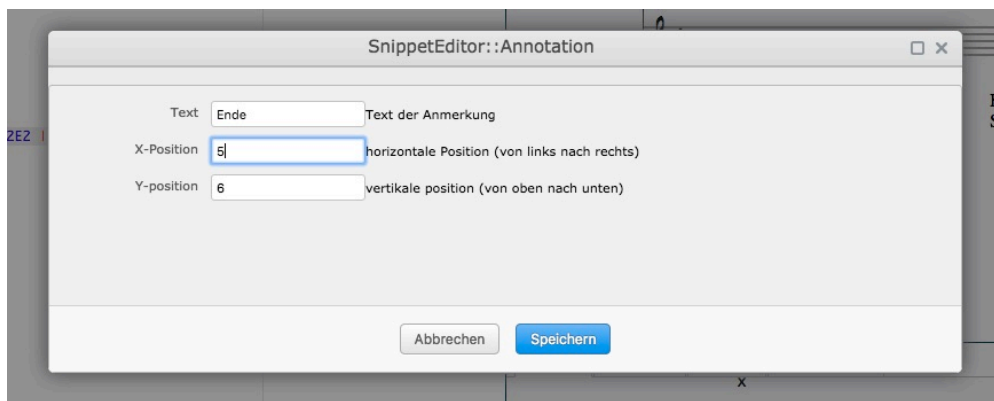 SnippetEditor::Annotation
Text Ende Text der Anmerkung
2E2 |
X-Position 5 horizontale Position (von links nach rechts)
Y-position 6 vertikale position (von oben nach unten)
Abbrechen Speichern
x